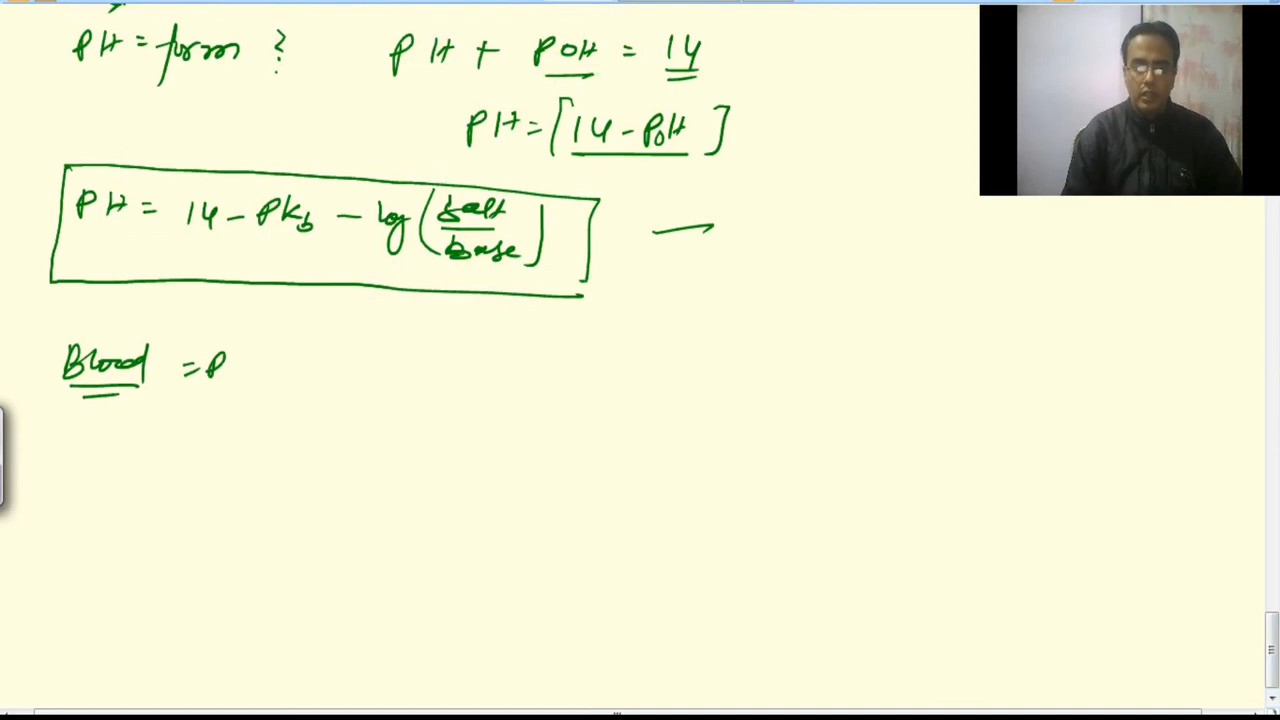 PH = form ?
PH + POH = 14
PH = [14 - POH]
PH = 14 - PKb - log (salt/base)
Blood = P